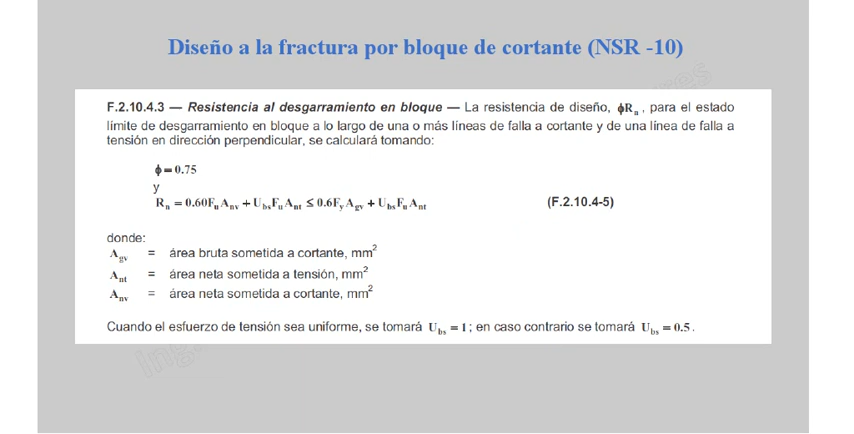 Diseño a la fractura por bloque de cortante (NSR -10)
F.2.10.4.3 — Resistencia al desgarramiento en bloque — La resistencia de diseño, ϕRn, para el estado
límite de desgarramiento en bloque a lo largo de una o más líneas de falla a cortante y de una línea de falla a
tensión en dirección perpendicular, se calculará tomando:
ϕ = 0.75
y
Rn = 0.60FuAnv + UbsFuAnt ≤ 0.6FyAgv + UbsFuAnt (F.2.10.4-5)
donde:
Agv = área bruta sometida a cortante, mm2
Ant = área neta sometida a tensión, mm2
Anv = área neta sometida a cortante, mm2
Cuando el esfuerzo de tensión sea uniforme, se tomará Ubs = 1; en caso contrario se tomará Ubs = 0.5.
Ing.